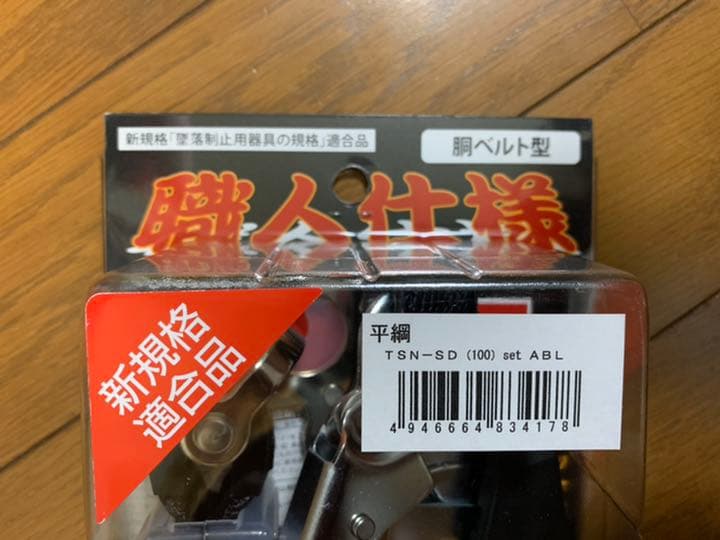 新規格「墜落制止用器具の規格」適合品
胴ベルト型
職人仕様
新規格
適合品
平綱
TSN-SD (100) set ABL
4 946664 834178